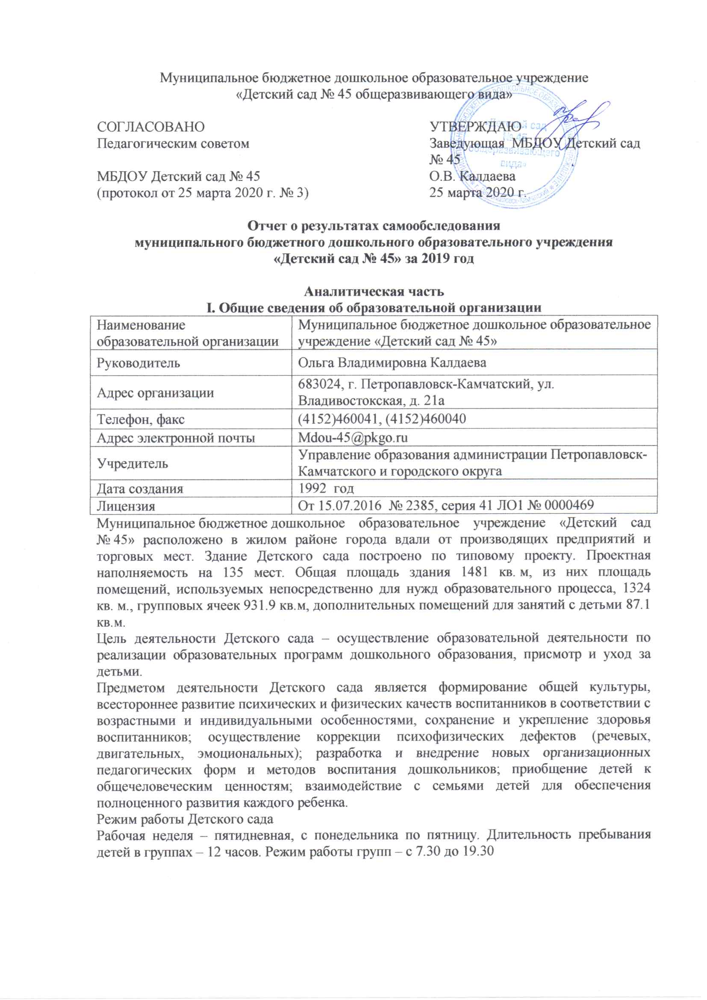 Муниципальное бюджетное дошкольное образовательное учреждение
«Детский сад № 45 общеразвивающего вида»
СОГЛАСОВАНО
Педагогическим советом
МБДОУ Детский сад № 45
(протокол от 25 марта 2020 г. № 3)
УТВЕРЖДАЮ
Заведующая МБДОУ Детский сад
№ 45
О.В. Калдаева
25 марта 2020 г.
«Детский сад
№ 45
общеразвивающего
вида»
Отчет о результатах самообследования
муниципального бюджетного дошкольного образовательного учреждения
«Детский сад № 45» за 2019 год
Аналитическая часть
I. Общие сведения об образовательной организации
Наименование
образовательной организации
Муниципальное бюджетное дошкольное образовательное
учреждение «Детский сад № 45»
Руководитель
Ольга Владимировна Калдаева
Адрес организации
683024, г. Петропавловск-Камчатский, ул.
Владивостокская, д. 21а
Телефон, факс
(4152)460041, (4152)460040
Адрес электронной почты
Mdou-45@pkgo.ru
Учредитель
Управление образования администрации Петропавловск-
Камчатского и городского округа
Дата создания
1992 год
Лицензия
От 15.07.2016 № 2385, серия 41 ЛО1 № 0000469
Муниципальное бюджетное дошкольное образовательное учреждение «Детский сад
№ 45» расположено в жилом районе города вдали от производящих предприятий и
торговых мест. Здание Детского сада построено по типовому проекту. Проектная
наполняемость на 135 мест. Общая площадь здания 1481 кв. м, из них площадь
помещений, используемых непосредственно для нужд образовательного процесса, 1324
кв. м., групповых ячеек 931.9 кв.м, дополнительных помещений для занятий с детьми 87.1
кв.м.
Цель деятельности Детского сада – осуществление образовательной деятельности по
реализации образовательных программ дошкольного образования, присмотр и уход за
детьми.
Предметом деятельности Детского сада является формирование общей культуры,
всестороннее развитие психических и физических качеств воспитанников в соответствии с
возрастными и индивидуальными особенностями, сохранение и укрепление здоровья
воспитанников; осуществление коррекции психофизических дефектов (речевых,
двигательных, эмоциональных); разработка и внедрение новых организационных
педагогических форм и методов воспитания дошкольников; приобщение детей к
общечеловеческим ценностям; взаимодействие с семьями детей для обеспечения
полноценного развития каждого ребенка.
Режим работы Детского сада
Рабочая неделя – пятидневная, с понедельника по пятницу. Длительность пребывания
детей в группах – 12 часов. Режим работы групп – с 7.30 до 19.30